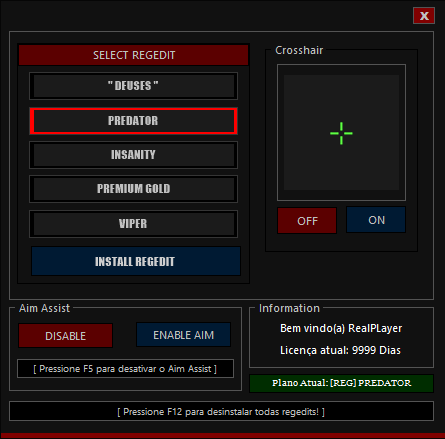 X
SELECT REGEDIT
" DEUSES "
PREDATOR
INSANITY
PREMIUM GOLD
VIPER
INSTALL REGEDIT
Crosshair
OFF
ON
Aim Assist
DISABLE
ENABLE AIM
[ Pressione F5 para desativar o Aim Assist ]
Information
Bem vindo(a) RealPlayer
Licença atual: 9999 Dias
Plano Atual: [REG] PREDATOR
[ Pressione F12 para desinstalar todas regedits! ]